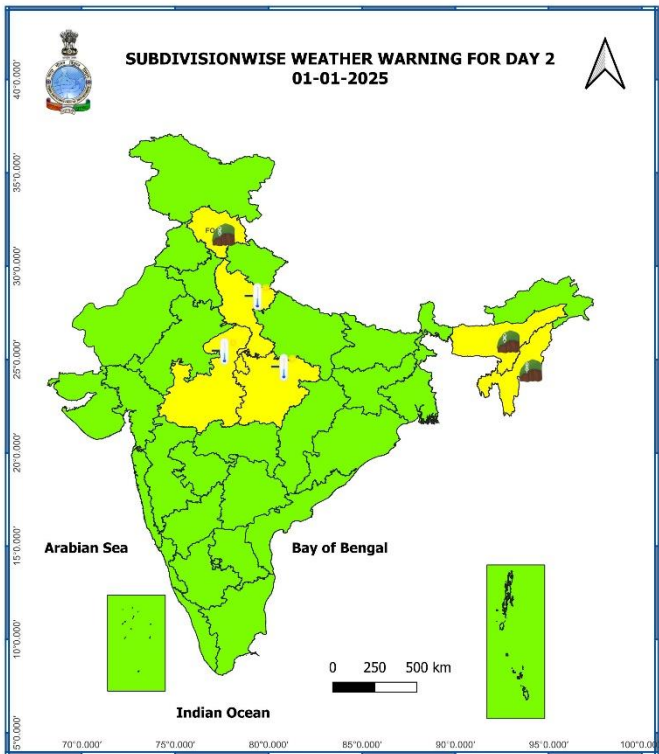 SUBDIVISIONWISE WEATHER WARNING FOR DAY 2
01-01-2025
40°0.000'
35°0.000'
30°0.000'
25°0.000'
20°0.000'
15°0.000'
10°0.000'
5°0.000'
Arabian Sea
Bay of Bengal
0 250 500 km
Indian Ocean
70°0.000' 75°0.000' 80°0.000' 85°0.000' 90°0.000' 95°0.000' 100°0.00